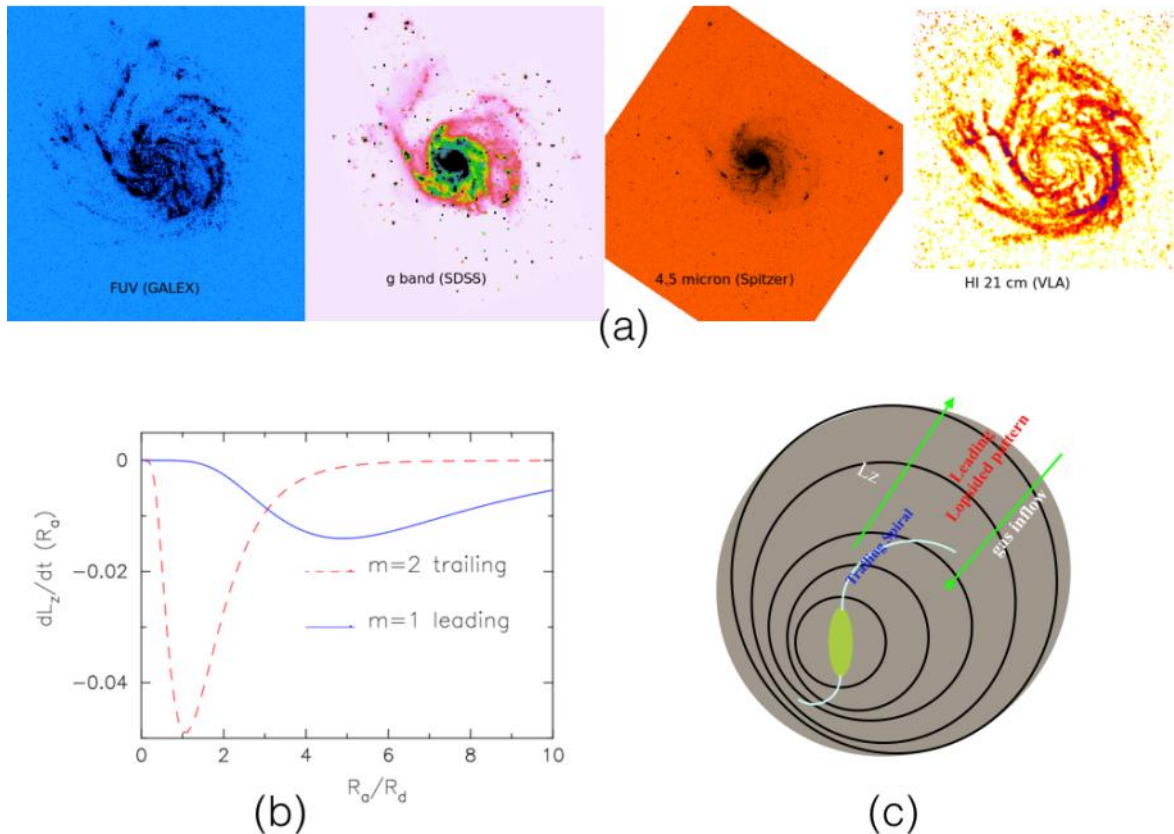 FUV (GALEX)
g band (SDSS)
4.5 micron (Spitzer)
HI 21 cm (VLA)
(a)
0
-0.02
-0.04
dL_z/dt (R_a)
m=2 trailing
m=1 leading
0 2 4 6 8 10
R_a/R_d
(b)
Lz
Leading
Lopsided pattern
gas inflow
Trailing Spiral
(c)